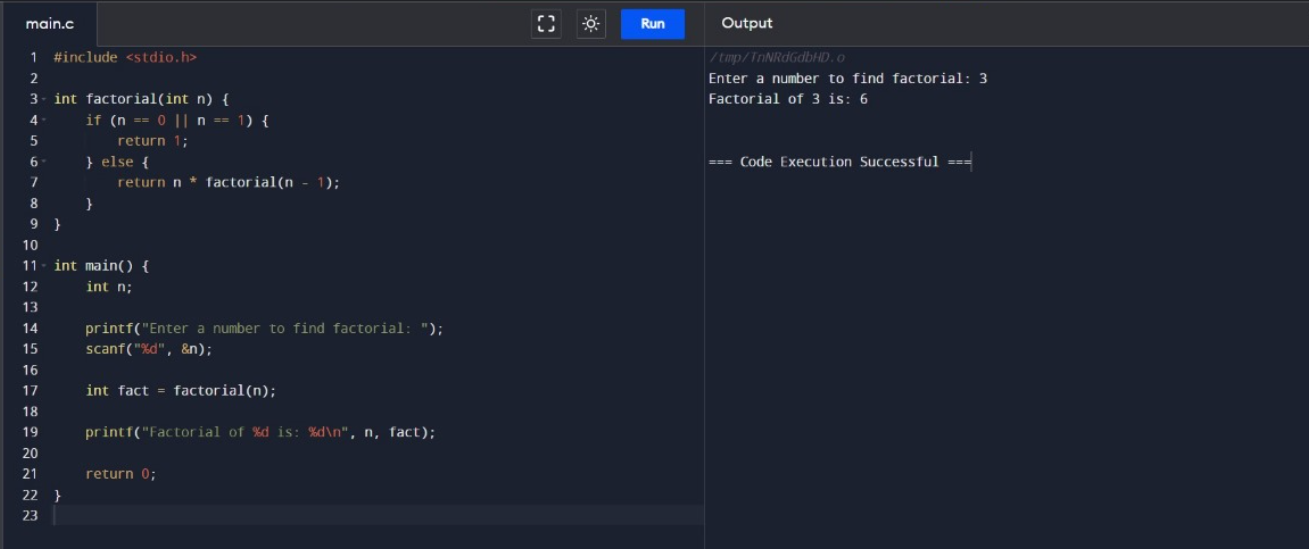 main.c
Run
Output
1 #include <stdio.h>
2
3 int factorial(int n) {
4     if (n == 0 || n == 1) {
5         return 1;
6     } else {
7         return n * factorial(n - 1);
8     }
9 }
10
11 int main() {
12     int n;
13
14     printf("Enter a number to find factorial: ");
15     scanf("%d", &n);
16
17     int fact = factorial(n);
18
19     printf("Factorial of %d is: %d\n", n, fact);
20
21     return 0;
22 }
23
/tmp/TnNRdGdbHD.o
Enter a number to find factorial: 3
Factorial of 3 is: 6
=== Code Execution Successful ===